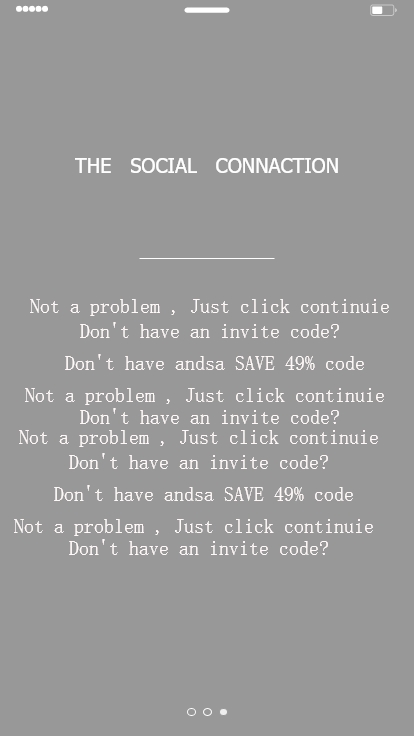 THE SOCIAL CONNACTION
Not a problem , Just click continuie
Don't have an invite code?
Don't have andsa SAVE 49% code
Not a problem , Just click continuie
Don't have an invite code?
Not a problem , Just click continuie
Don't have an invite code?
Don't have andsa SAVE 49% code
Not a problem , Just click continuie
Don't have an invite code?